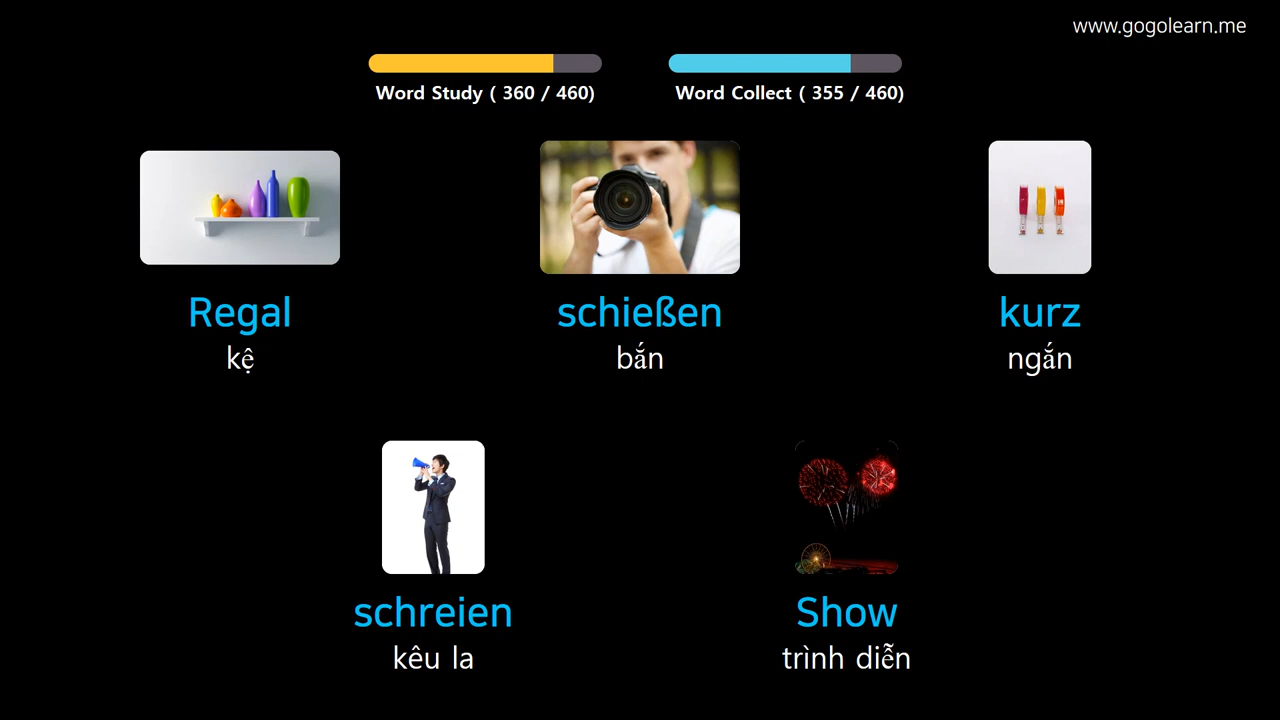 www.gogolearn.me
Word Study ( 360 / 460)
Word Collect ( 355 / 460)
Regal
kệ
schießen
bắn
kurz
ngắn
schreien
kêu la
Show
trình diễn